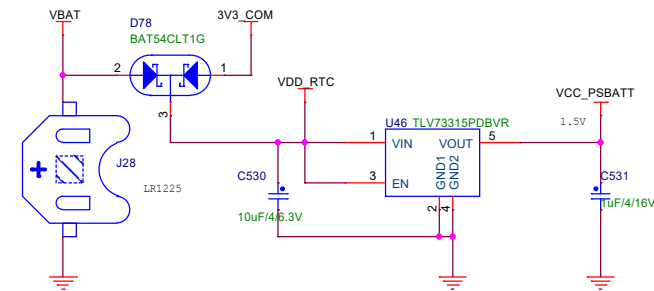 VBAT
D78
3V3_COM
BAT54CLT1G
2
1
3
VDD_RTC
VCC_PSBATT
U46 TLV73315PDBVR
1.5V
1
VIN
VOUT
5
J28
LR1225
C530
3
EN
GND1
GND2
C531
10uF/4/6.3V
2
4
1uF/4/16V